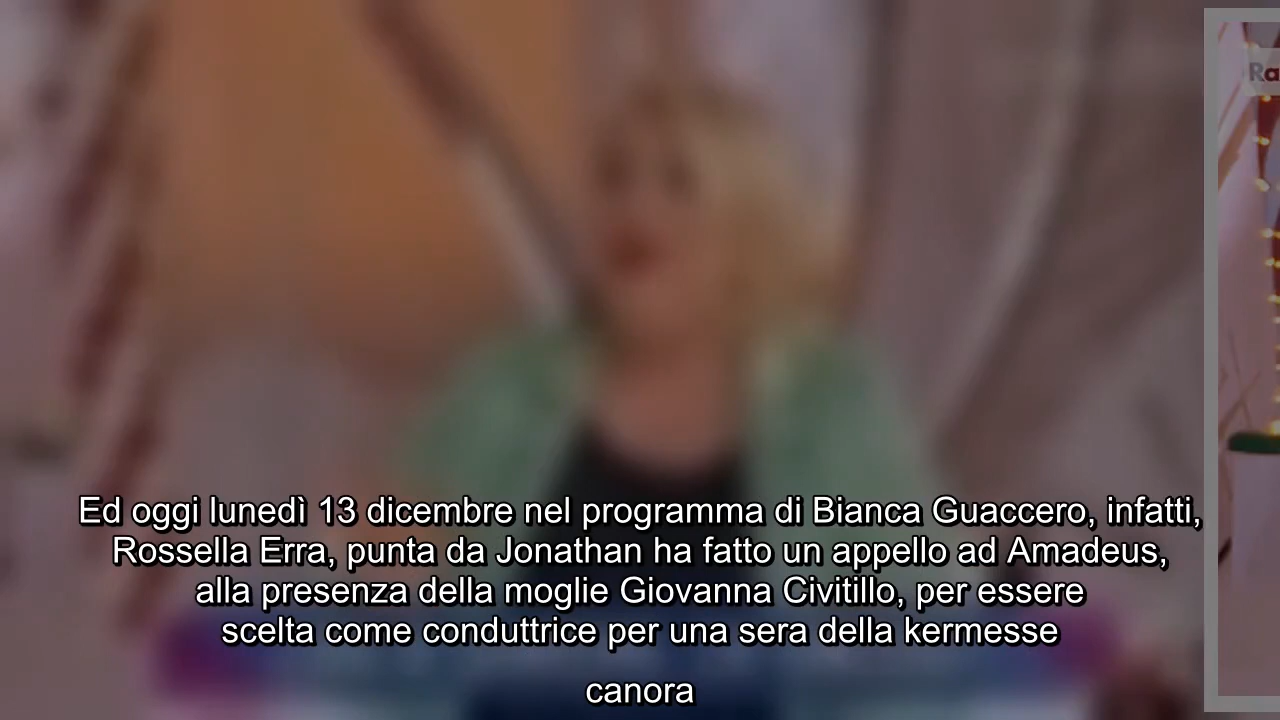 Ra
Ed oggi lunedì 13 dicembre nel programma di Bianca Guaccero, infatti,
Rossella Erra, punta da Jonathan ha fatto un appello ad Amadeus,
alla presenza della moglie Giovanna Civitillo, per essere
scelta come conduttrice per una sera della kermesse
canora